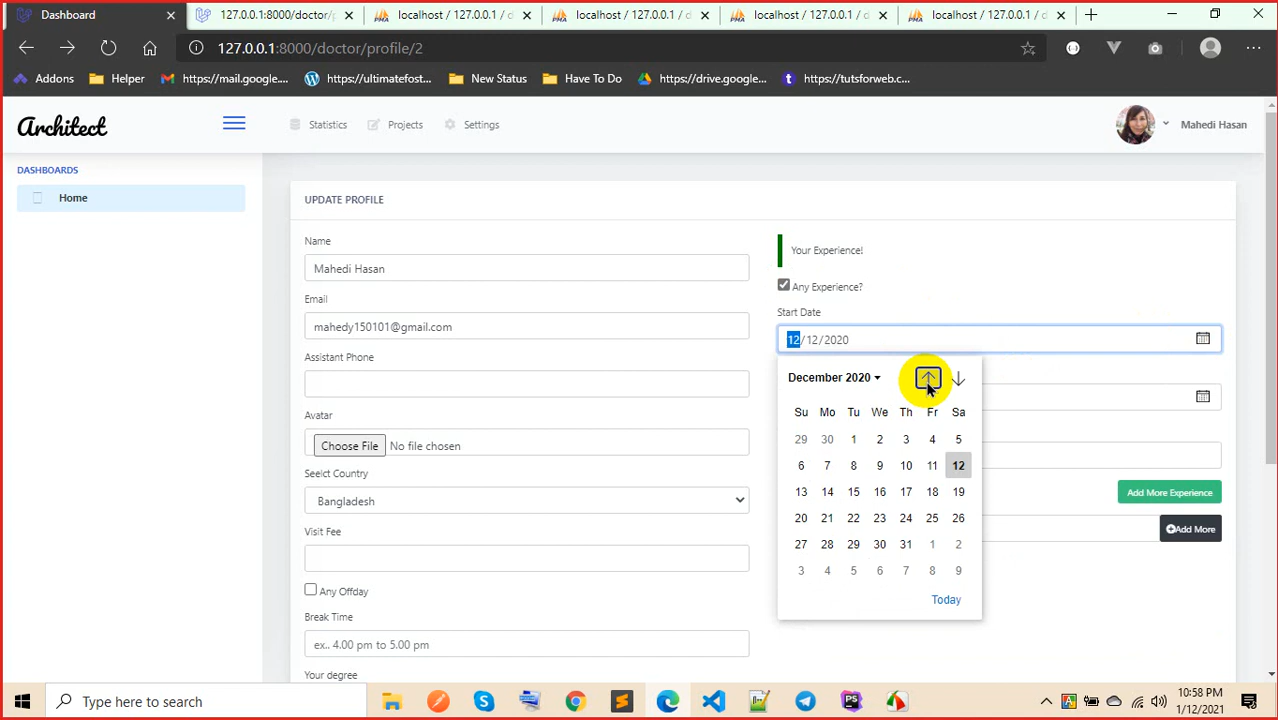 Dashboard
127.0.0.1:8000/doctor/p
localhost / 127.0.0.1 / d
localhost / 127.0.0.1 / d
localhost / 127.0.0.1 / d
localhost / 127.0.0.1 / d
127.0.0.1:8000/doctor/profile/2
Addons
Helper
https://mail.google....
https://ultimatefost...
New Status
Have To Do
https://drive.google...
https://tutsforweb.c...
Architect
Statistics
Projects
Settings
Mahedi Hasan
DASHBOARDS
Home
UPDATE PROFILE
Name
Mahedi Hasan
Email
mahedy150101@gmail.com
Assistant Phone
Avatar
Choose File No file chosen
Seelct Country
Bangladesh
Visit Fee
Any Offday
Break Time
ex.. 4.00 pm to 5.00 pm
Your degree
Your Experience!
Any Experience?
Start Date
12/12/2020
December 2020
Su Mo Tu We Th Fr Sa
29 30 1 2 3 4 5
6 7 8 9 10 11 12
13 14 15 16 17 18 19
20 21 22 23 24 25 26
27 28 29 30 31 1 2
3 4 5 6 7 8 9
Today
Add More Experience
Add More
Type here to search
10:58 PM
1/12/2021